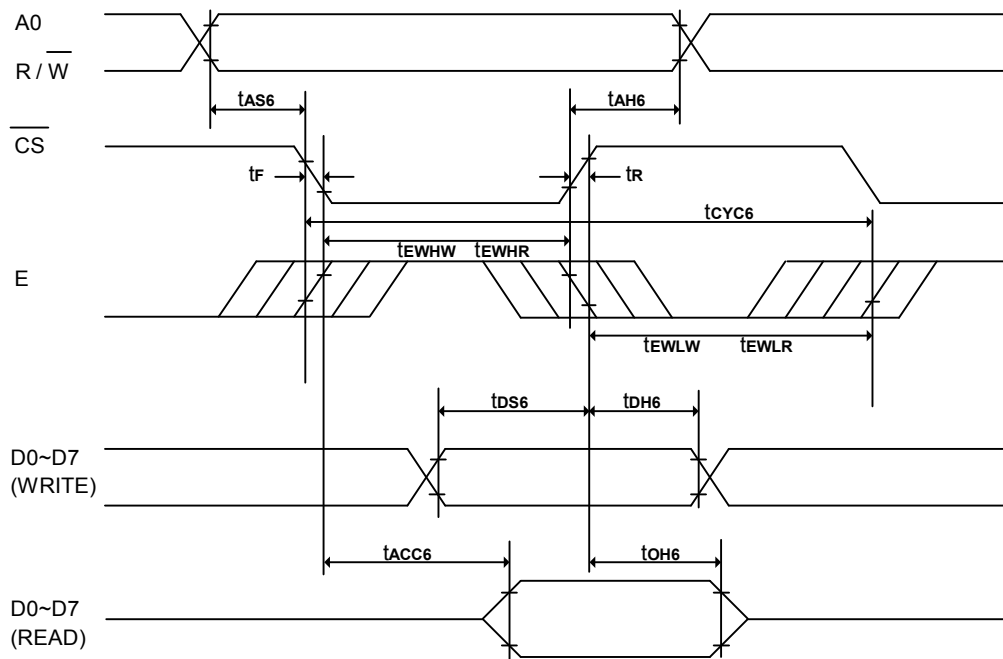 A0
R / W
tAS6
tAH6
CS
tF
tR
tCYC6
tEWHW tEWHR
E
tEWLW tEWLR
tDS6
tDH6
D0~D7
(WRITE)
tACC6
tOH6
D0~D7
(READ)